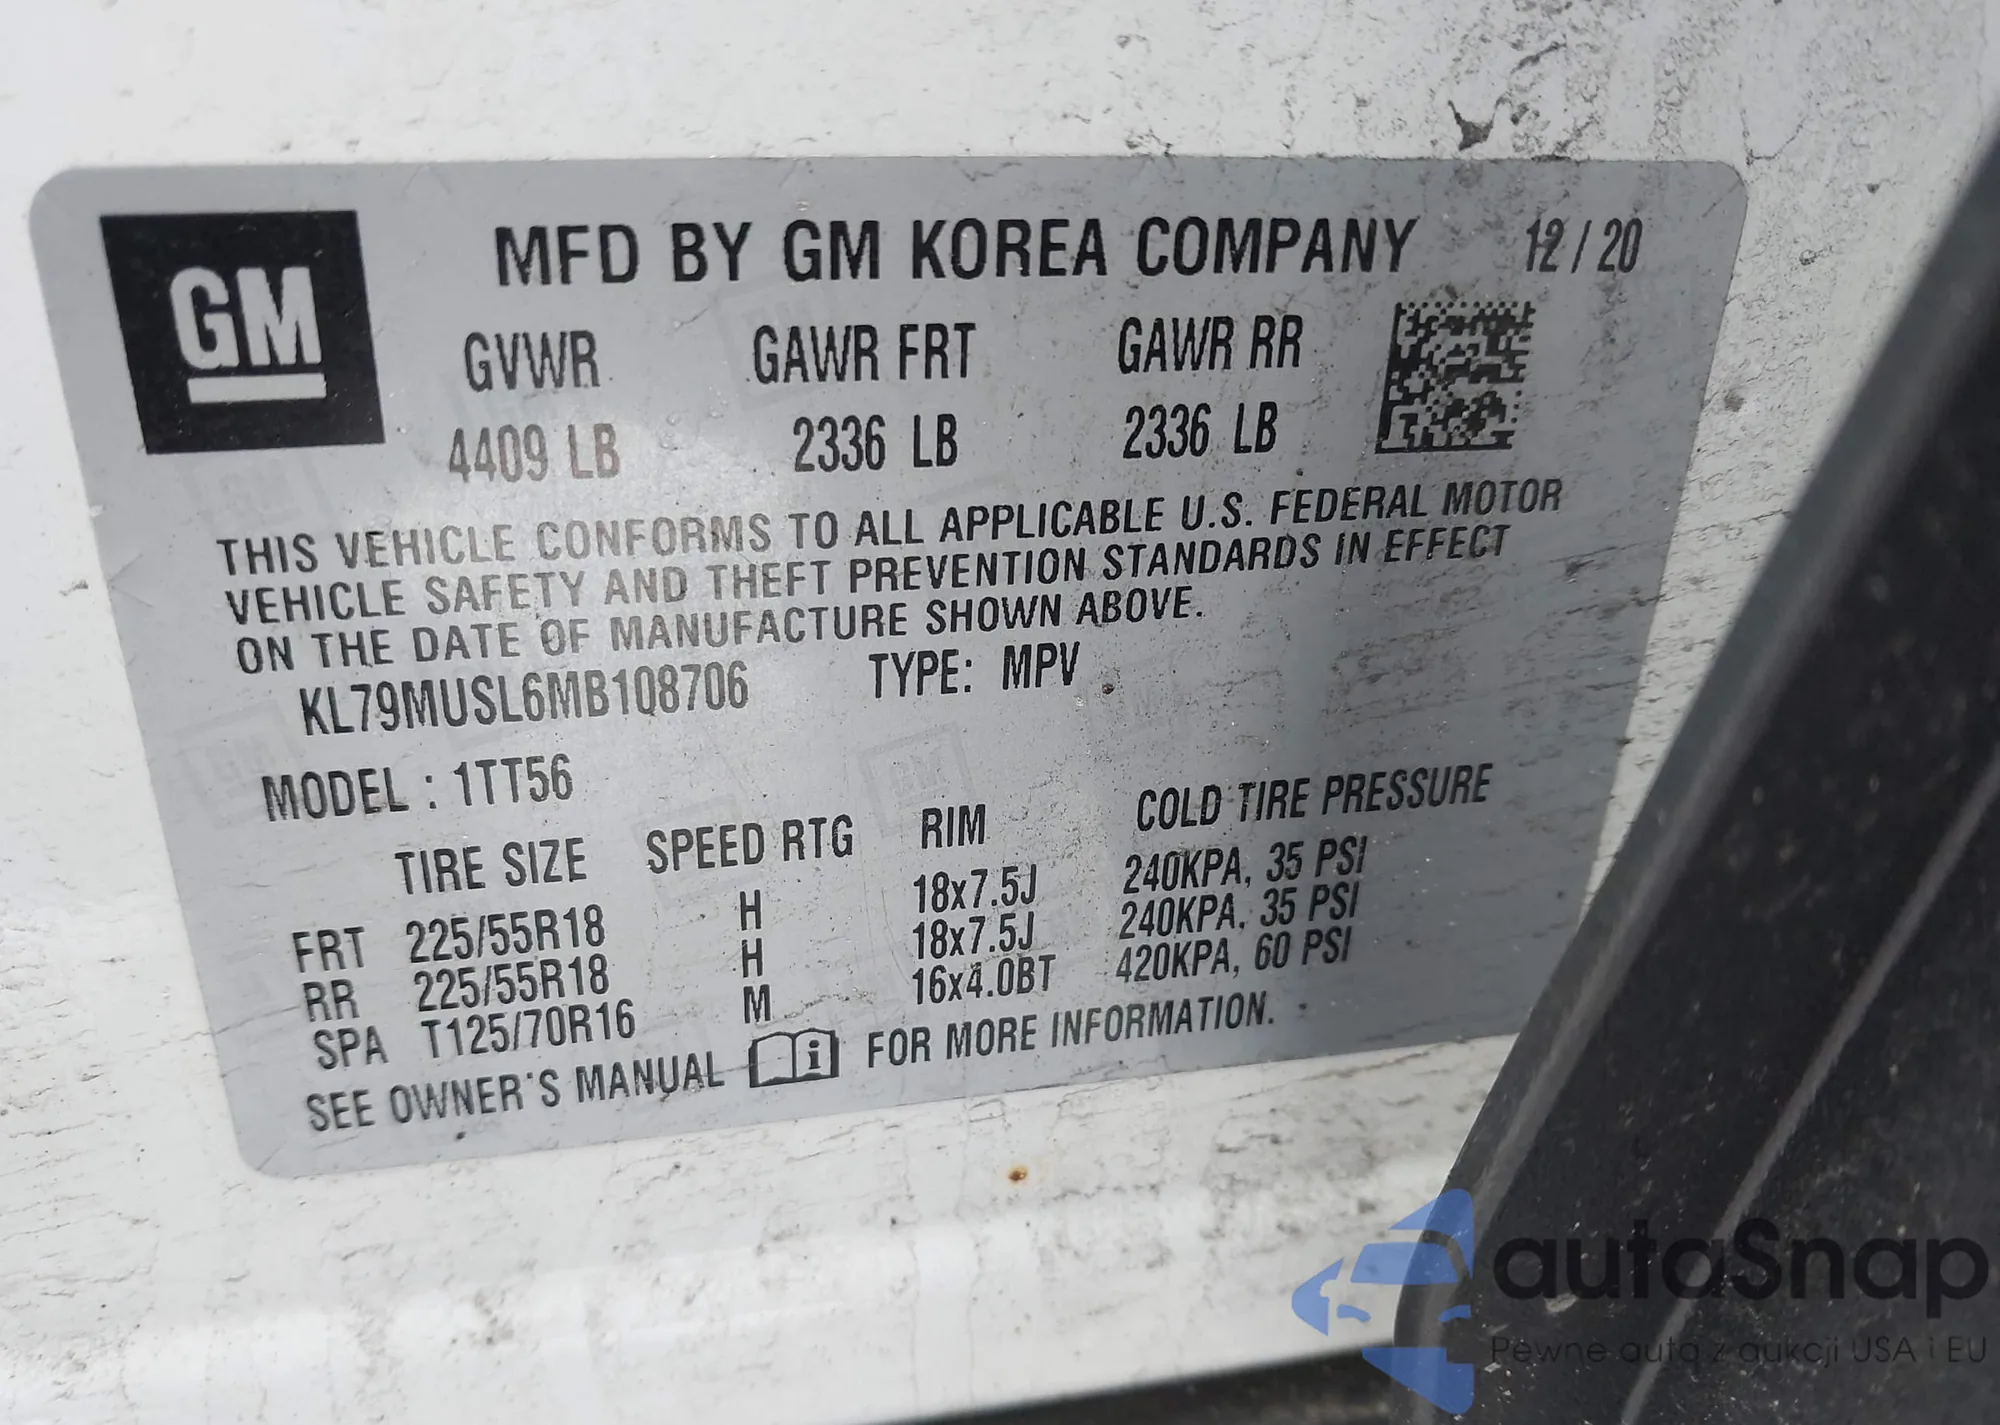 GM
MFD BY GM KOREA COMPANY 12/20
GVWR GAWR FRT GAWR RR
4409 LB 2336 LB 2336 LB
THIS VEHICLE CONFORMS TO ALL APPLICABLE U.S. FEDERAL MOTOR
VEHICLE SAFETY AND THEFT PREVENTION STANDARDS IN EFFECT
ON THE DATE OF MANUFACTURE SHOWN ABOVE.
KL79MUSL6MB108706 TYPE: MPV
MODEL : 1TT56
TIRE SIZE SPEED RTG RIM COLD TIRE PRESSURE
FRT 225/55R18 H 18x7.5J 240KPA, 35 PSI
RR 225/55R18 H 18x7.5J 240KPA, 35 PSI
SPA T125/70R16 M 16x4.0BT 420KPA, 60 PSI
SEE OWNER'S MANUAL i FOR MORE INFORMATION.
autoSnap
Pewne auta z aukcji USA i EU